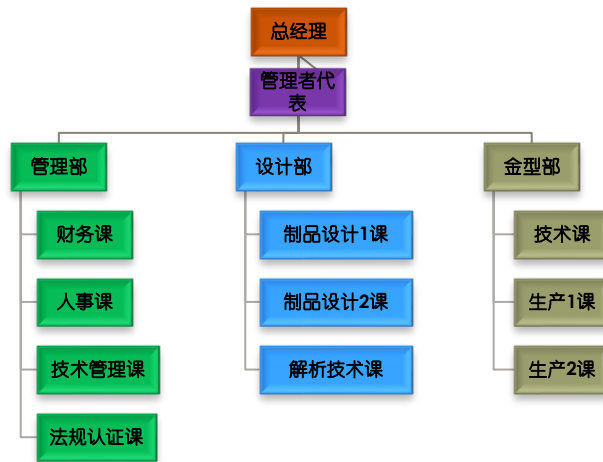 总经理
管理者代
表
管理部
设计部
金型部
财务课
制品设计1课
技术课
人事课
制品设计2课
生产1课
技术管理课
解析技术课
生产2课
法规认证课